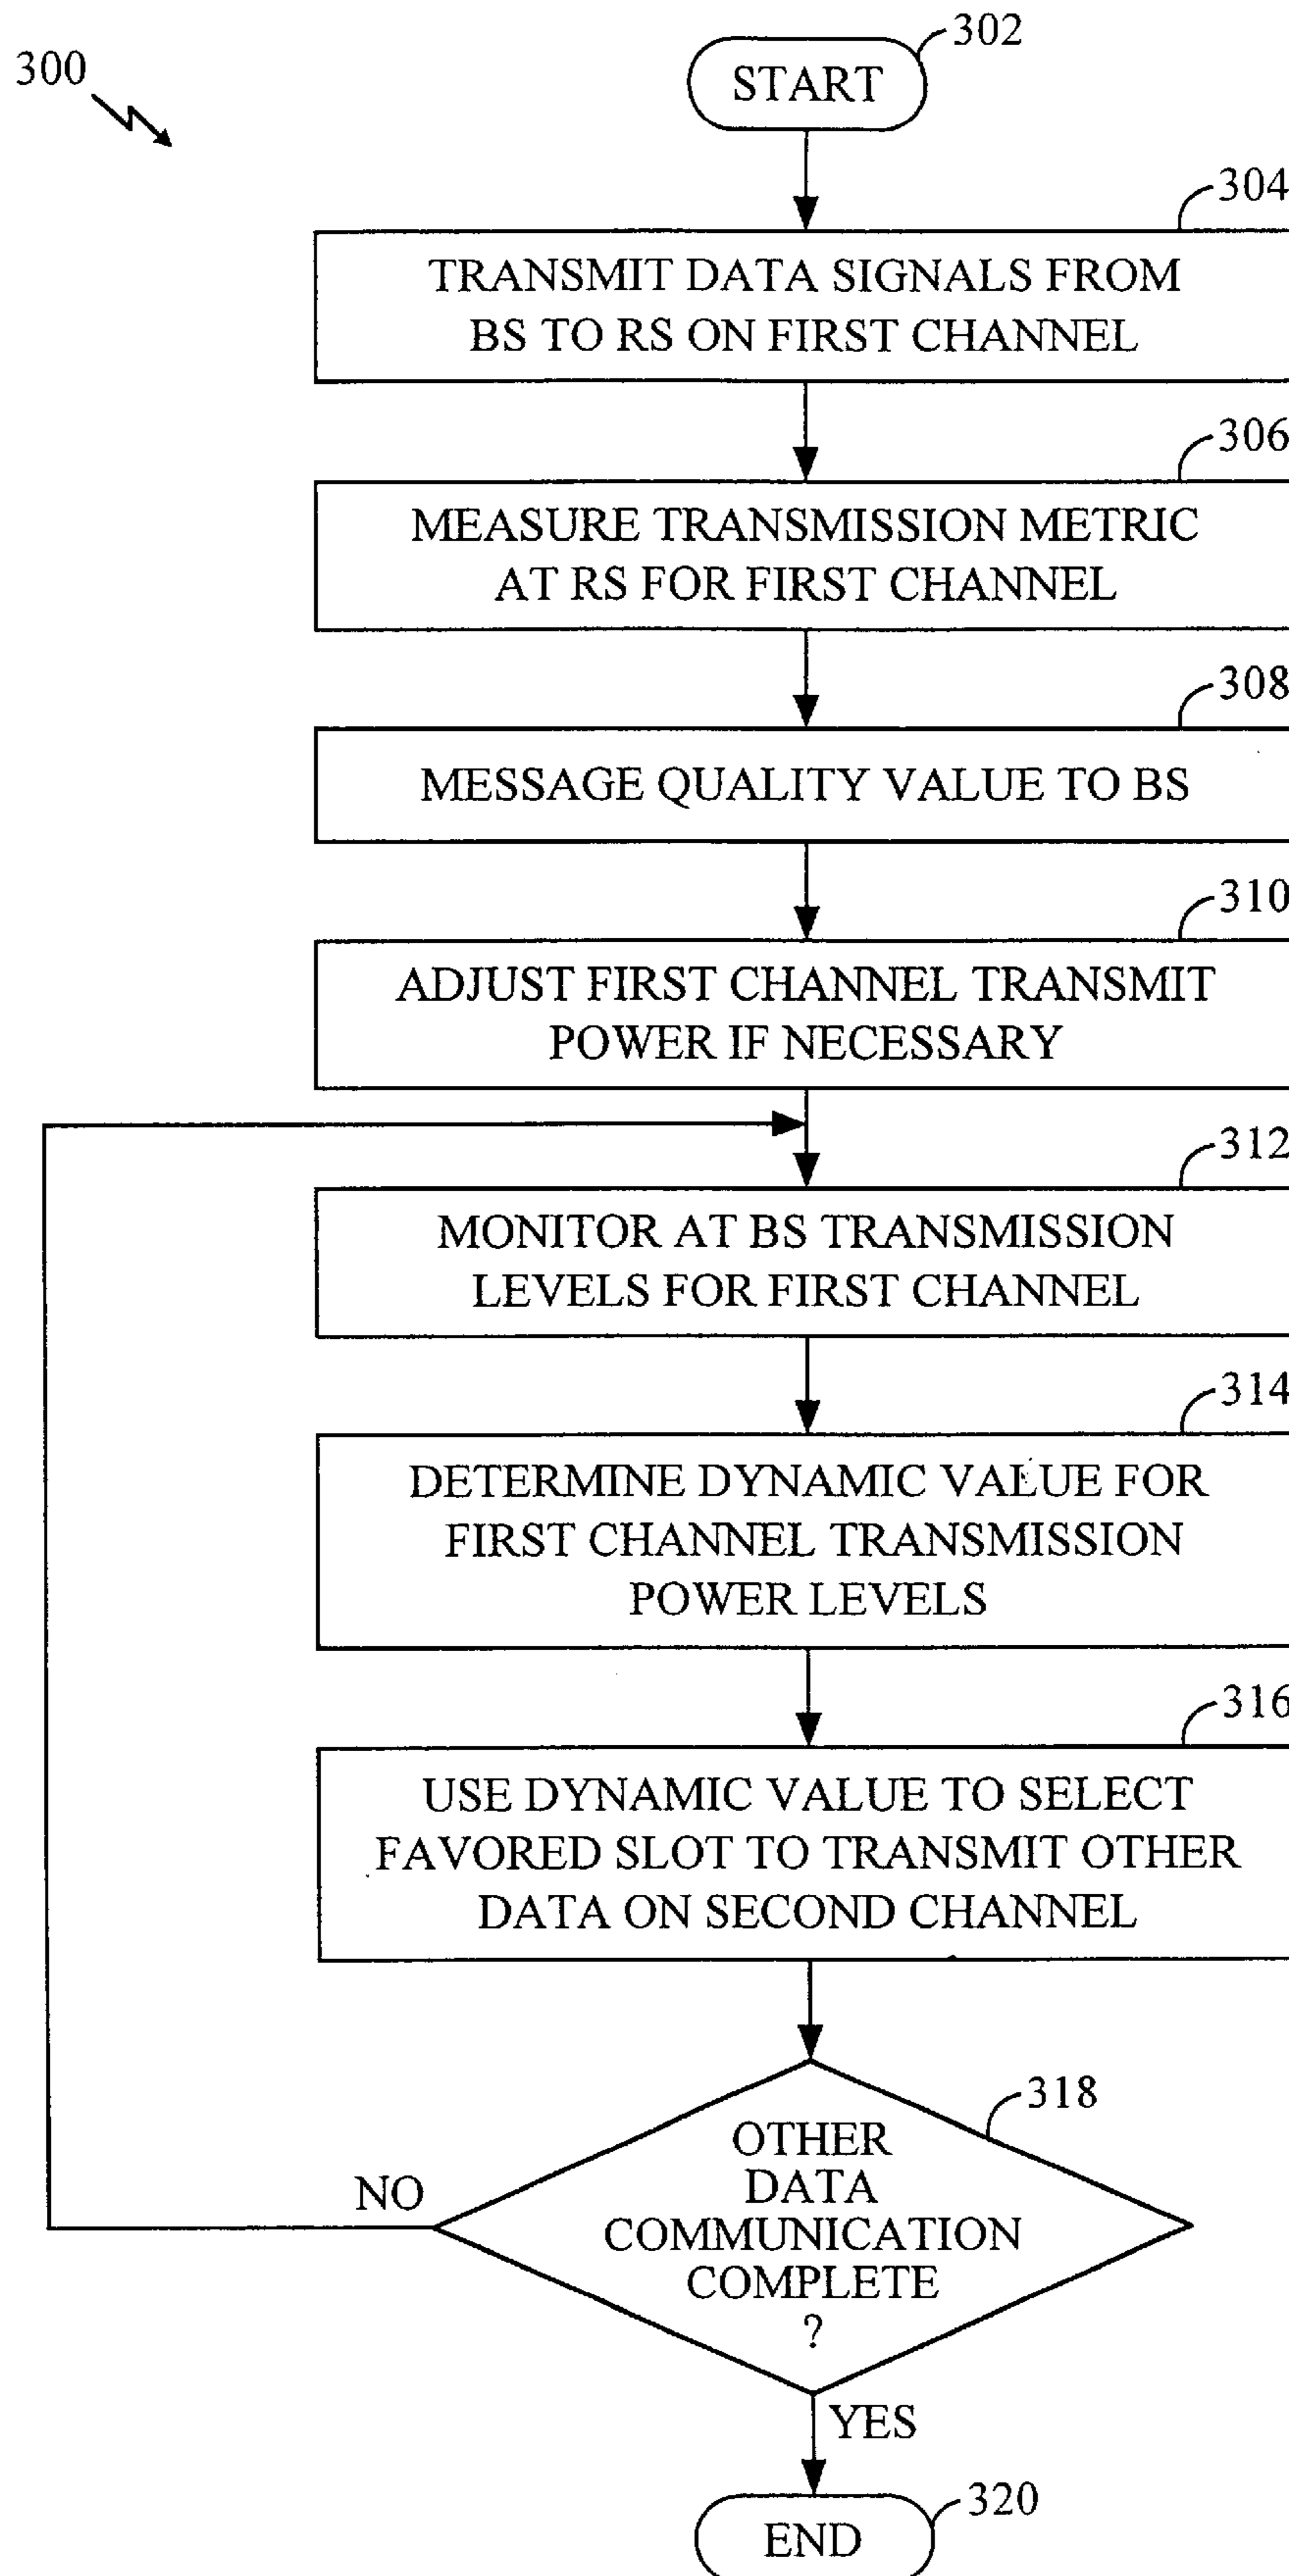 300
302
START
304
TRANSMIT DATA SIGNALS FROM
BS TO RS ON FIRST CHANNEL
306
MEASURE TRANSMISSION METRIC
AT RS FOR FIRST CHANNEL
308
MESSAGE QUALITY VALUE TO BS
310
ADJUST FIRST CHANNEL TRANSMIT
POWER IF NECESSARY
312
MONITOR AT BS TRANSMISSION
LEVELS FOR FIRST CHANNEL
314
DETERMINE DYNAMIC VALUE FOR
FIRST CHANNEL TRANSMISSION
POWER LEVELS
316
USE DYNAMIC VALUE TO SELECT
FAVORED SLOT TO TRANSMIT OTHER
DATA ON SECOND CHANNEL
318
OTHER
DATA
COMMUNICATION
COMPLETE
?
NO
YES
320
END